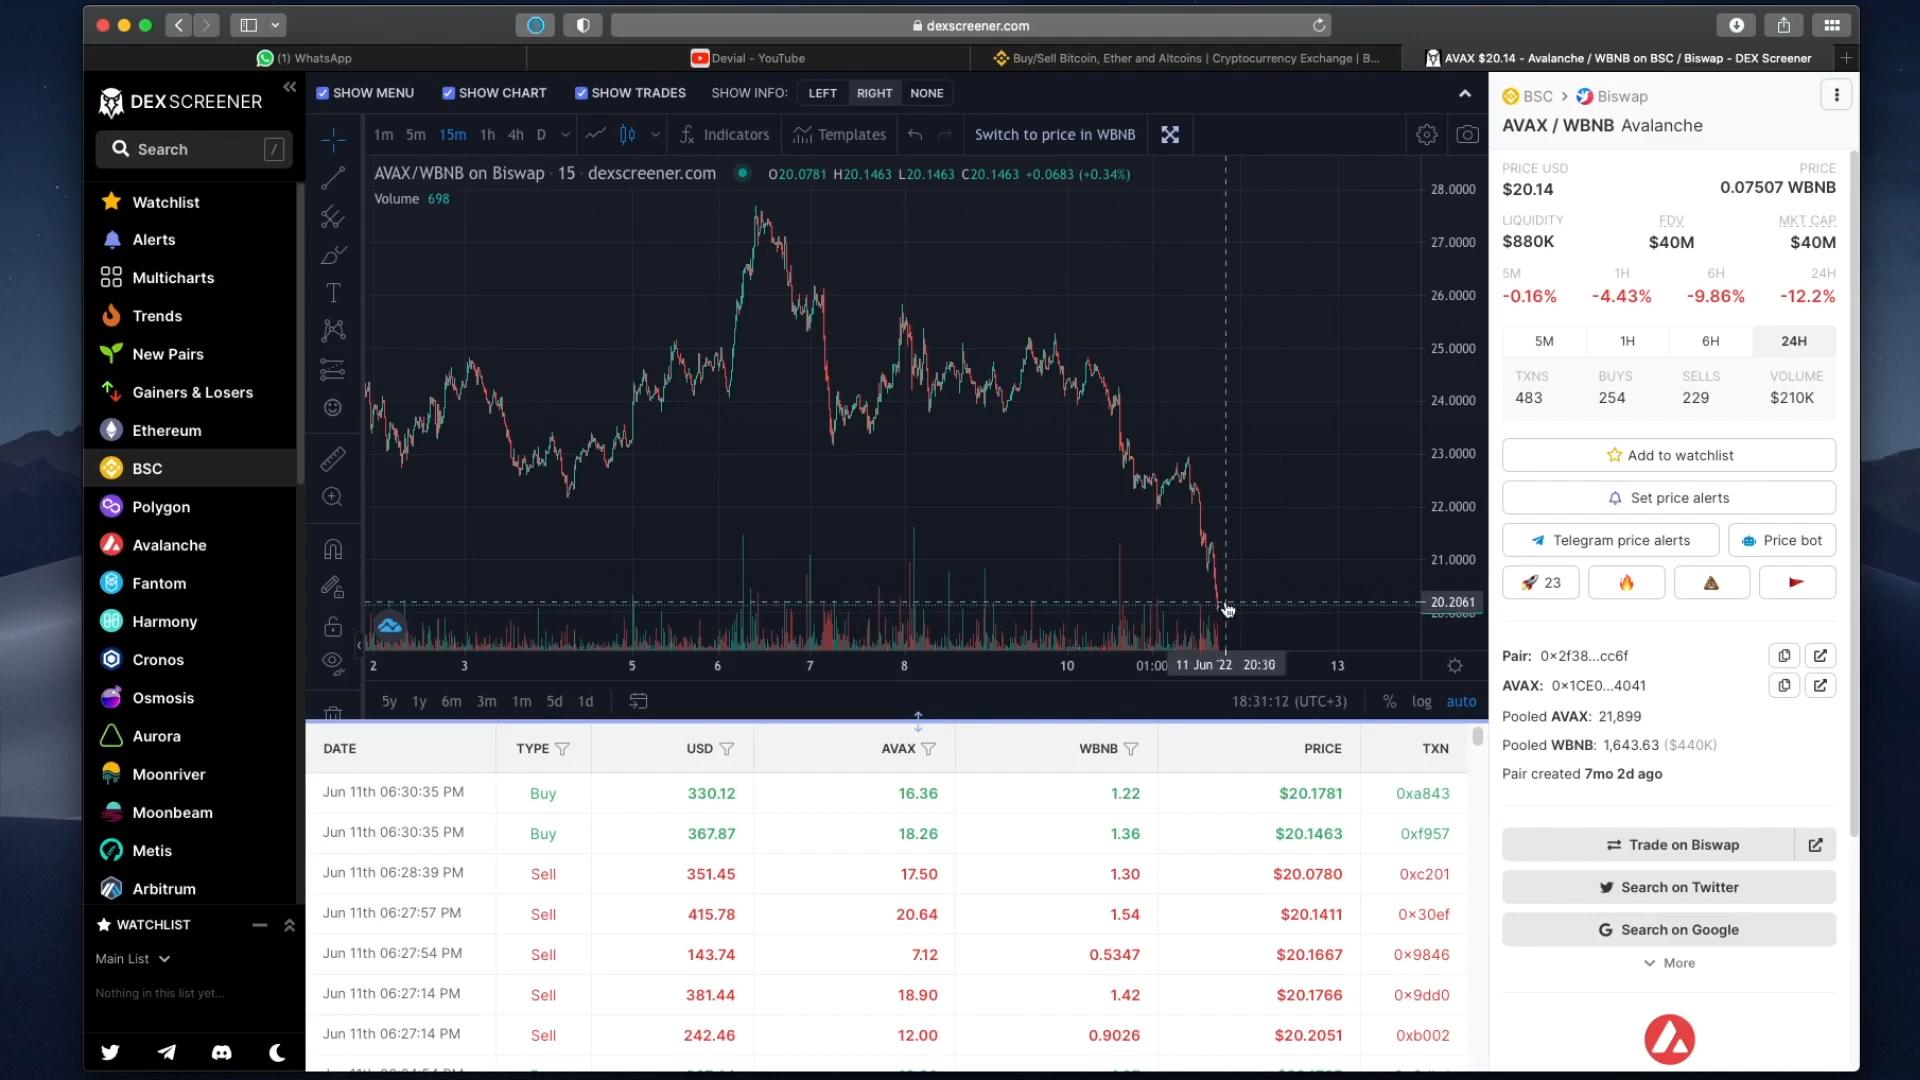 dexscreener.com
(1) WhatsApp
Devial - YouTube
Buy/Sell Bitcoin, Ether and Altcoins | Cryptocurrency Exchange | B...
AVAX $20.14 - Avalanche / WBNB on BSC / Biswap - DEX Screener
DEX SCREENER
Search /
Watchlist
Alerts
Multicharts
Trends
New Pairs
Gainers & Losers
Ethereum
BSC
Polygon
Avalanche
Fantom
Harmony
Cronos
Osmosis
Aurora
Moonriver
Moonbeam
Metis
Arbitrum
WATCHLIST
Main List
Nothing in this list yet...
SHOW MENU SHOW CHART SHOW TRADES SHOW INFO: LEFT RIGHT NONE
1m 5m 15m 1h 4h D Indicators Templates Switch to price in WBNB
AVAX/WBNB on Biswap · 15 · dexscreener.com O20.0781 H20.1463 L20.1463 C20.1463 +0.0683 (+0.34%)
Volume 698
28.0000
27.0000
26.0000
25.0000
24.0000
23.0000
22.0000
21.0000
20.2061
2 3 5 6 7 8 10 01:00 11 Jun '22 20:30 13
5y 1y 6m 3m 1m 5d 1d 18:31:12 (UTC+3) % log auto
DATE TYPE USD AVAX WBNB PRICE TXN
Jun 11th 06:30:35 PM Buy 330.12 16.36 1.22 $20.1781 0xa843
Jun 11th 06:30:35 PM Buy 367.87 18.26 1.36 $20.1463 0xf957
Jun 11th 06:28:39 PM Sell 351.45 17.50 1.30 $20.0780 0xc201
Jun 11th 06:27:57 PM Sell 415.78 20.64 1.54 $20.1411 0x30ef
Jun 11th 06:27:54 PM Sell 143.74 7.12 0.5347 $20.1667 0x9846
Jun 11th 06:27:14 PM Sell 381.44 18.90 1.42 $20.1766 0x9dd0
Jun 11th 06:27:14 PM Sell 242.46 12.00 0.9026 $20.2051 0xb002
BSC > Biswap
AVAX / WBNB Avalanche
PRICE USD PRICE
$20.14 0.07507 WBNB
LIQUIDITY FDV MKT CAP
$880K $40M $40M
5M 1H 6H 24H
-0.16% -4.43% -9.86% -12.2%
5M 1H 6H 24H
TXNS BUYS SELLS VOLUME
483 254 229 $210K
Add to watchlist
Set price alerts
Telegram price alerts Price bot
23
Pair: 0x2f38...cc6f
AVAX: 0x1CE0...4041
Pooled AVAX: 21,899
Pooled WBNB: 1,643.63 ($440K)
Pair created 7mo 2d ago
Trade on Biswap
Search on Twitter
Search on Google
More